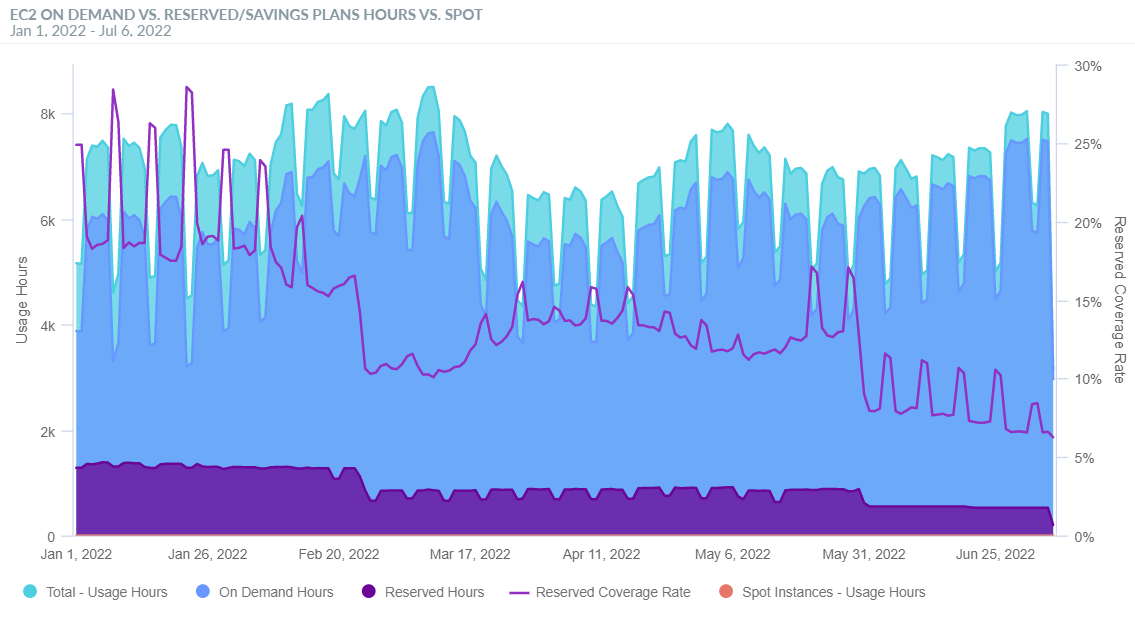 EC2 ON DEMAND VS. RESERVED/SAVINGS PLANS HOURS VS. SPOT
Jan 1, 2022 - Jul 6, 2022
30%
8k
25%
6k
20%
Usage Hours
Reserved Coverage Rate
4k
15%
10%
2k
5%
0
0%
Jan 1, 2022 Jan 26, 2022 Feb 20, 2022 Mar 17, 2022 Apr 11, 2022 May 6, 2022 May 31, 2022 Jun 25, 2022
Total - Usage Hours On Demand Hours Reserved Hours Reserved Coverage Rate Spot Instances - Usage Hours